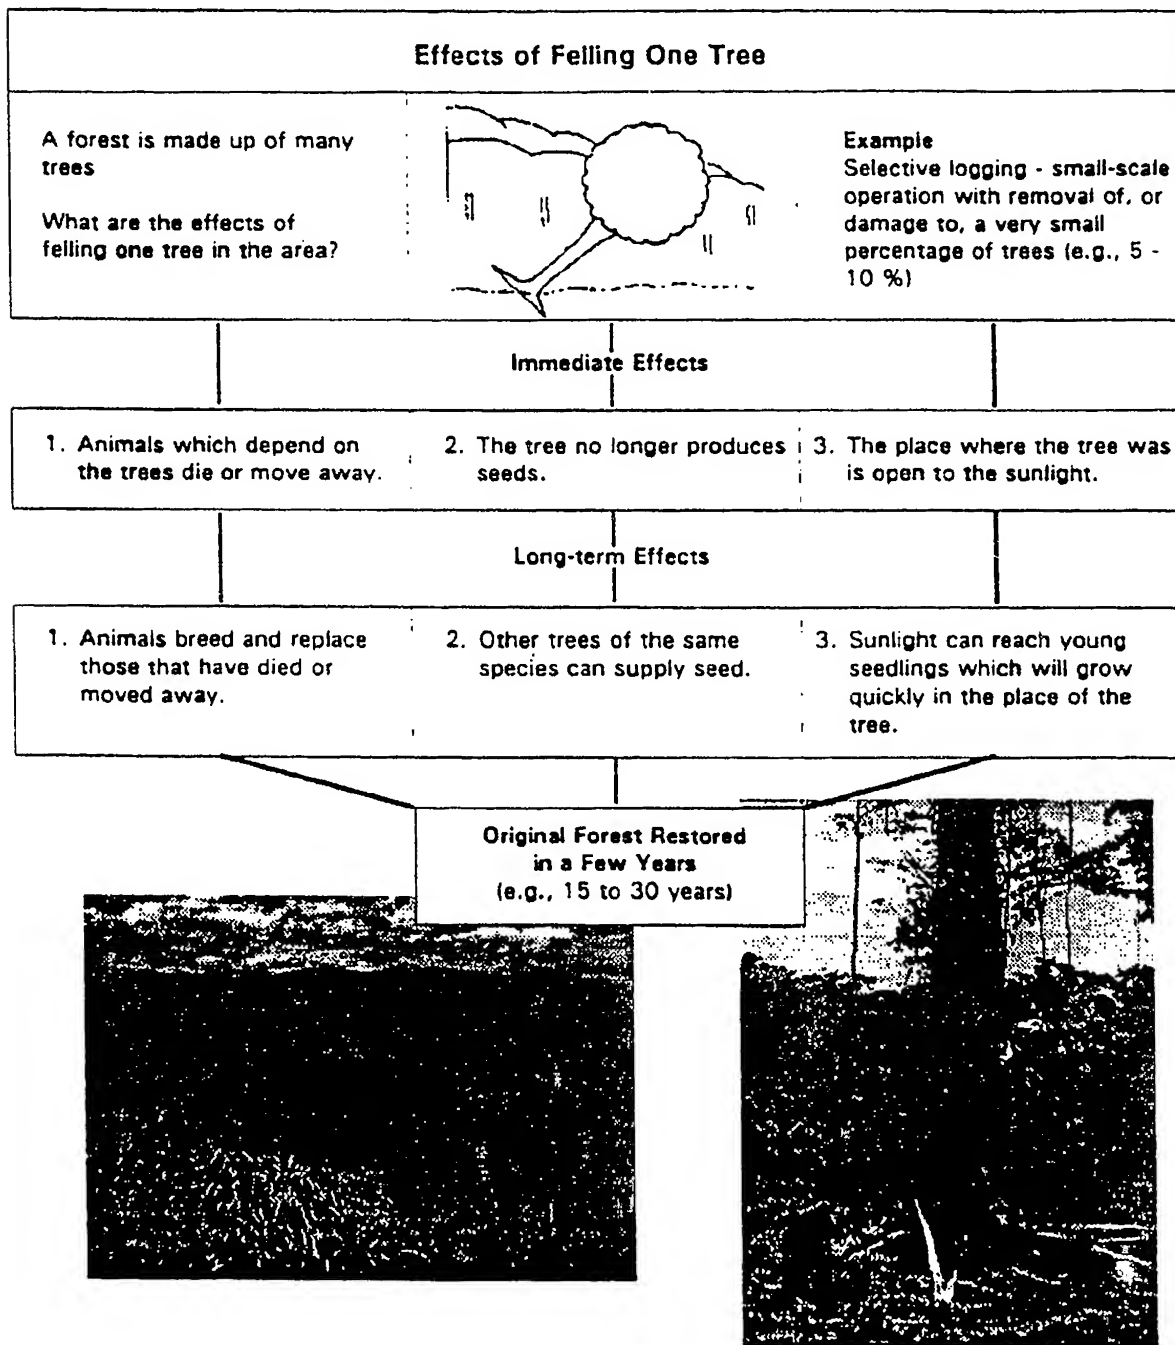 Effects of Felling One Tree
A forest is made up of many
trees
What are the effects of
felling one tree in the area?
Example
Selective logging - small-scale
operation with removal of, or
damage to, a very small
percentage of trees (e.g., 5 -
10 %)
Immediate Effects
1. Animals which depend on
the trees die or move away.
2. The tree no longer produces
seeds.
3. The place where the tree was
is open to the sunlight.
Long-term Effects
1. Animals breed and replace
those that have died or
moved away.
2. Other trees of the same
species can supply seed.
3. Sunlight can reach young
seedlings which will grow
quickly in the place of the
tree.
Original Forest Restored
in a Few Years
(e.g., 15 to 30 years)